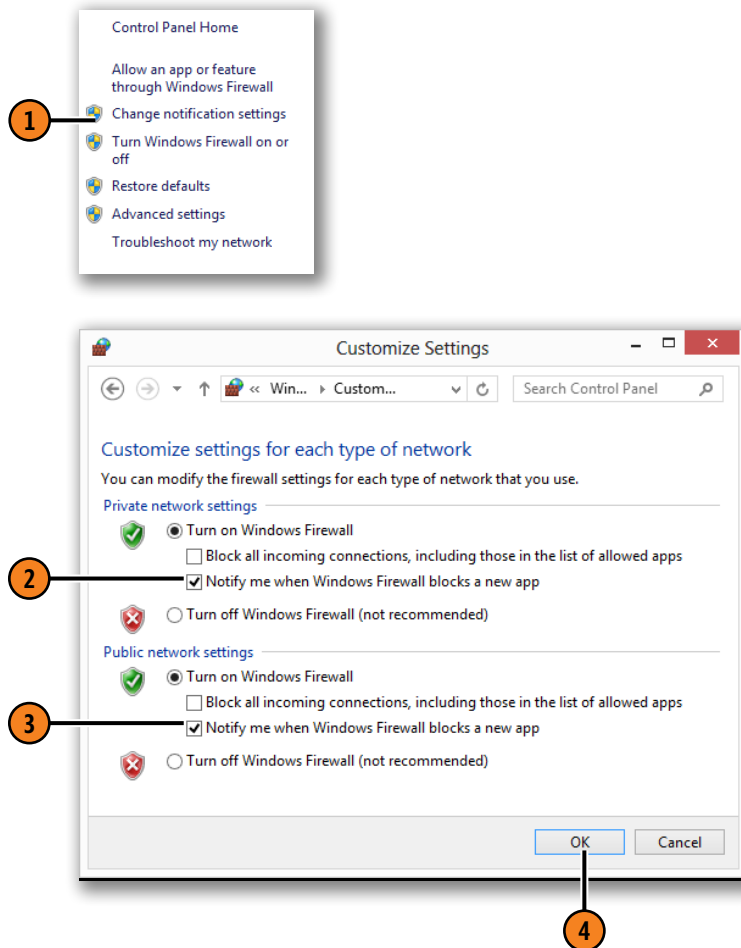 Control Panel Home
Allow an app or feature
through Windows Firewall
1
Change notification settings
Turn Windows Firewall on or
off
Restore defaults
Advanced settings
Troubleshoot my network
Customize Settings
« Win... Custom... Search Control Panel
Customize settings for each type of network
You can modify the firewall settings for each type of network that you use.
Private network settings
Turn on Windows Firewall
Block all incoming connections, including those in the list of allowed apps
2
Notify me when Windows Firewall blocks a new app
Turn off Windows Firewall (not recommended)
Public network settings
Turn on Windows Firewall
Block all incoming connections, including those in the list of allowed apps
3
Notify me when Windows Firewall blocks a new app
Turn off Windows Firewall (not recommended)
OK Cancel
4